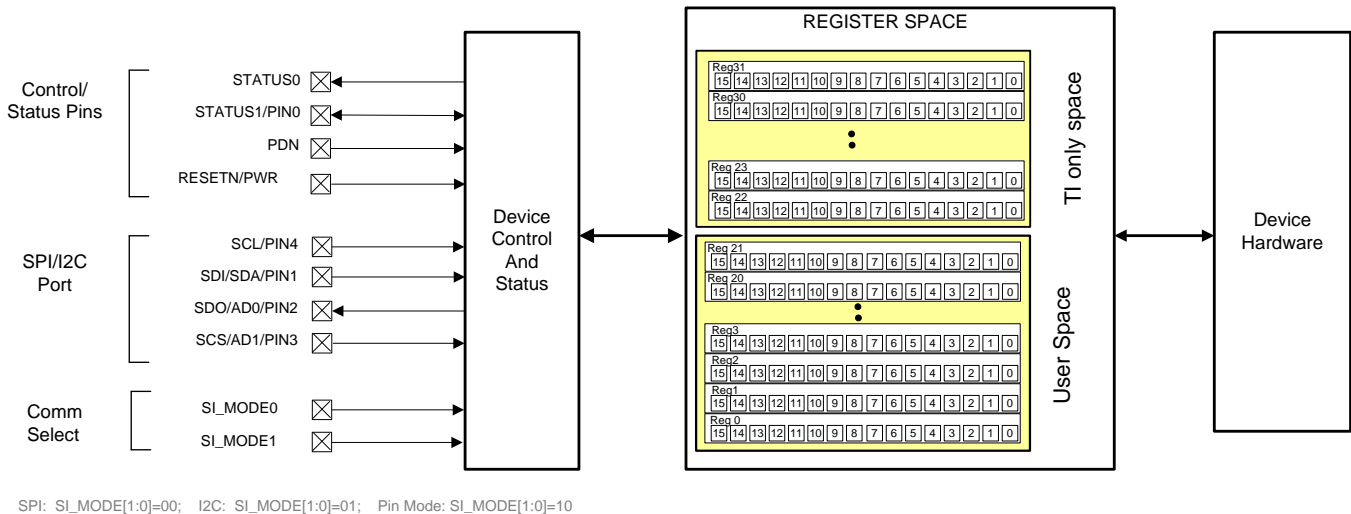 REGISTER SPACE
Control/
Status Pins
STATUS0
STATUS1/PIN0
PDN
RESETN/PWR
SPI/I2C
Port
SCL/PIN4
SDI/SDA/PIN1
SDO/AD0/PIN2
SCS/AD1/PIN3
Comm
Select
SI_MODE0
SI_MODE1
Device
Control
And
Status
Reg31
15 14 13 12 11 10 9 8 7 6 5 4 3 2 1 0
Reg30
15 14 13 12 11 10 9 8 7 6 5 4 3 2 1 0
Reg 23
15 14 13 12 11 10 9 8 7 6 5 4 3 2 1 0
Reg 22
15 14 13 12 11 10 9 8 7 6 5 4 3 2 1 0
TI only space
Reg 21
15 14 13 12 11 10 9 8 7 6 5 4 3 2 1 0
Reg 20
15 14 13 12 11 10 9 8 7 6 5 4 3 2 1 0
Reg3
15 14 13 12 11 10 9 8 7 6 5 4 3 2 1 0
Reg2
15 14 13 12 11 10 9 8 7 6 5 4 3 2 1 0
Reg1
15 14 13 12 11 10 9 8 7 6 5 4 3 2 1 0
Reg 0
15 14 13 12 11 10 9 8 7 6 5 4 3 2 1 0
User Space
Device
Hardware
SPI: SI_MODE[1:0]=00; I2C: SI_MODE[1:0]=01; Pin Mode: SI_MODE[1:0]=10